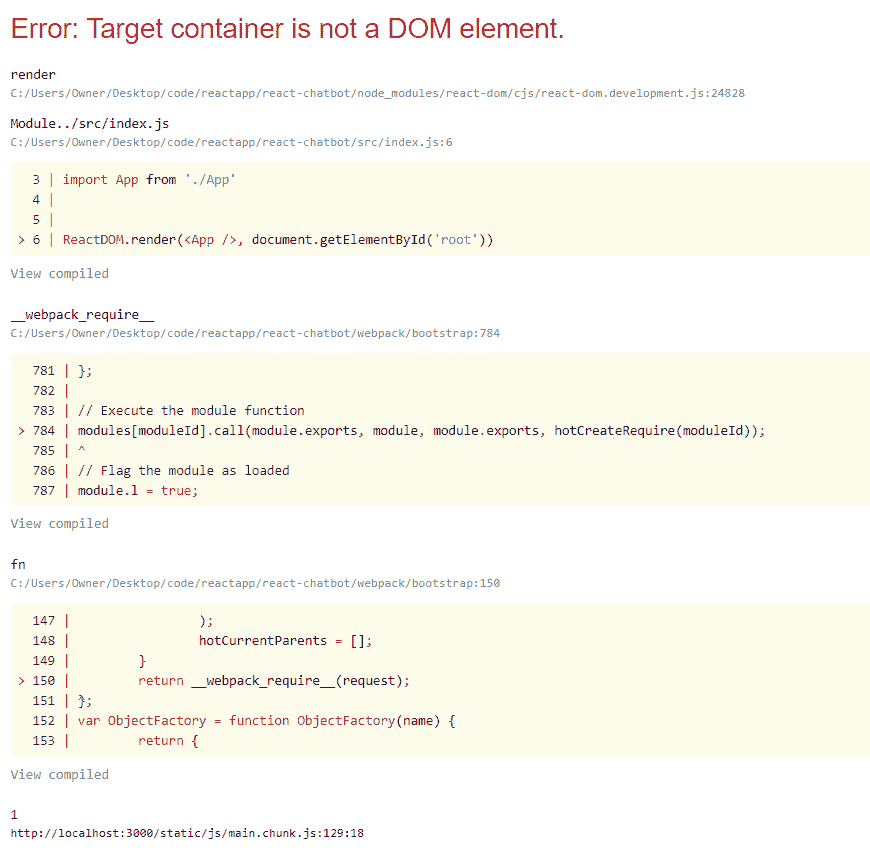 Error: Target container is not a DOM element.
render
C:/Users/Owner/Desktop/code/reactapp/react-chatbot/node_modules/react-dom/cjs/react-dom.development.js:24828
Module../src/index.js
C:/Users/Owner/Desktop/code/reactapp/react-chatbot/src/index.js:6
3 | import App from './App'
4 |
5 |
> 6 | ReactDOM.render(<App />, document.getElementById('root'))
View compiled
__webpack_require__
C:/Users/Owner/Desktop/code/reactapp/react-chatbot/webpack/bootstrap:784
781 | };
782 |
783 | // Execute the module function
> 784 | modules[moduleId].call(module.exports, module, module.exports, hotCreateRequire(moduleId));
785 | ^
786 | // Flag the module as loaded
787 | module.l = true;
View compiled
fn
C:/Users/Owner/Desktop/code/reactapp/react-chatbot/webpack/bootstrap:150
147 | );
148 | hotCurrentParents = [];
149 | }
> 150 | return __webpack_require__(request);
151 | };
152 | var ObjectFactory = function ObjectFactory(name) {
153 | return {
View compiled
1
http://localhost:3000/static/js/main.chunk.js:129:18